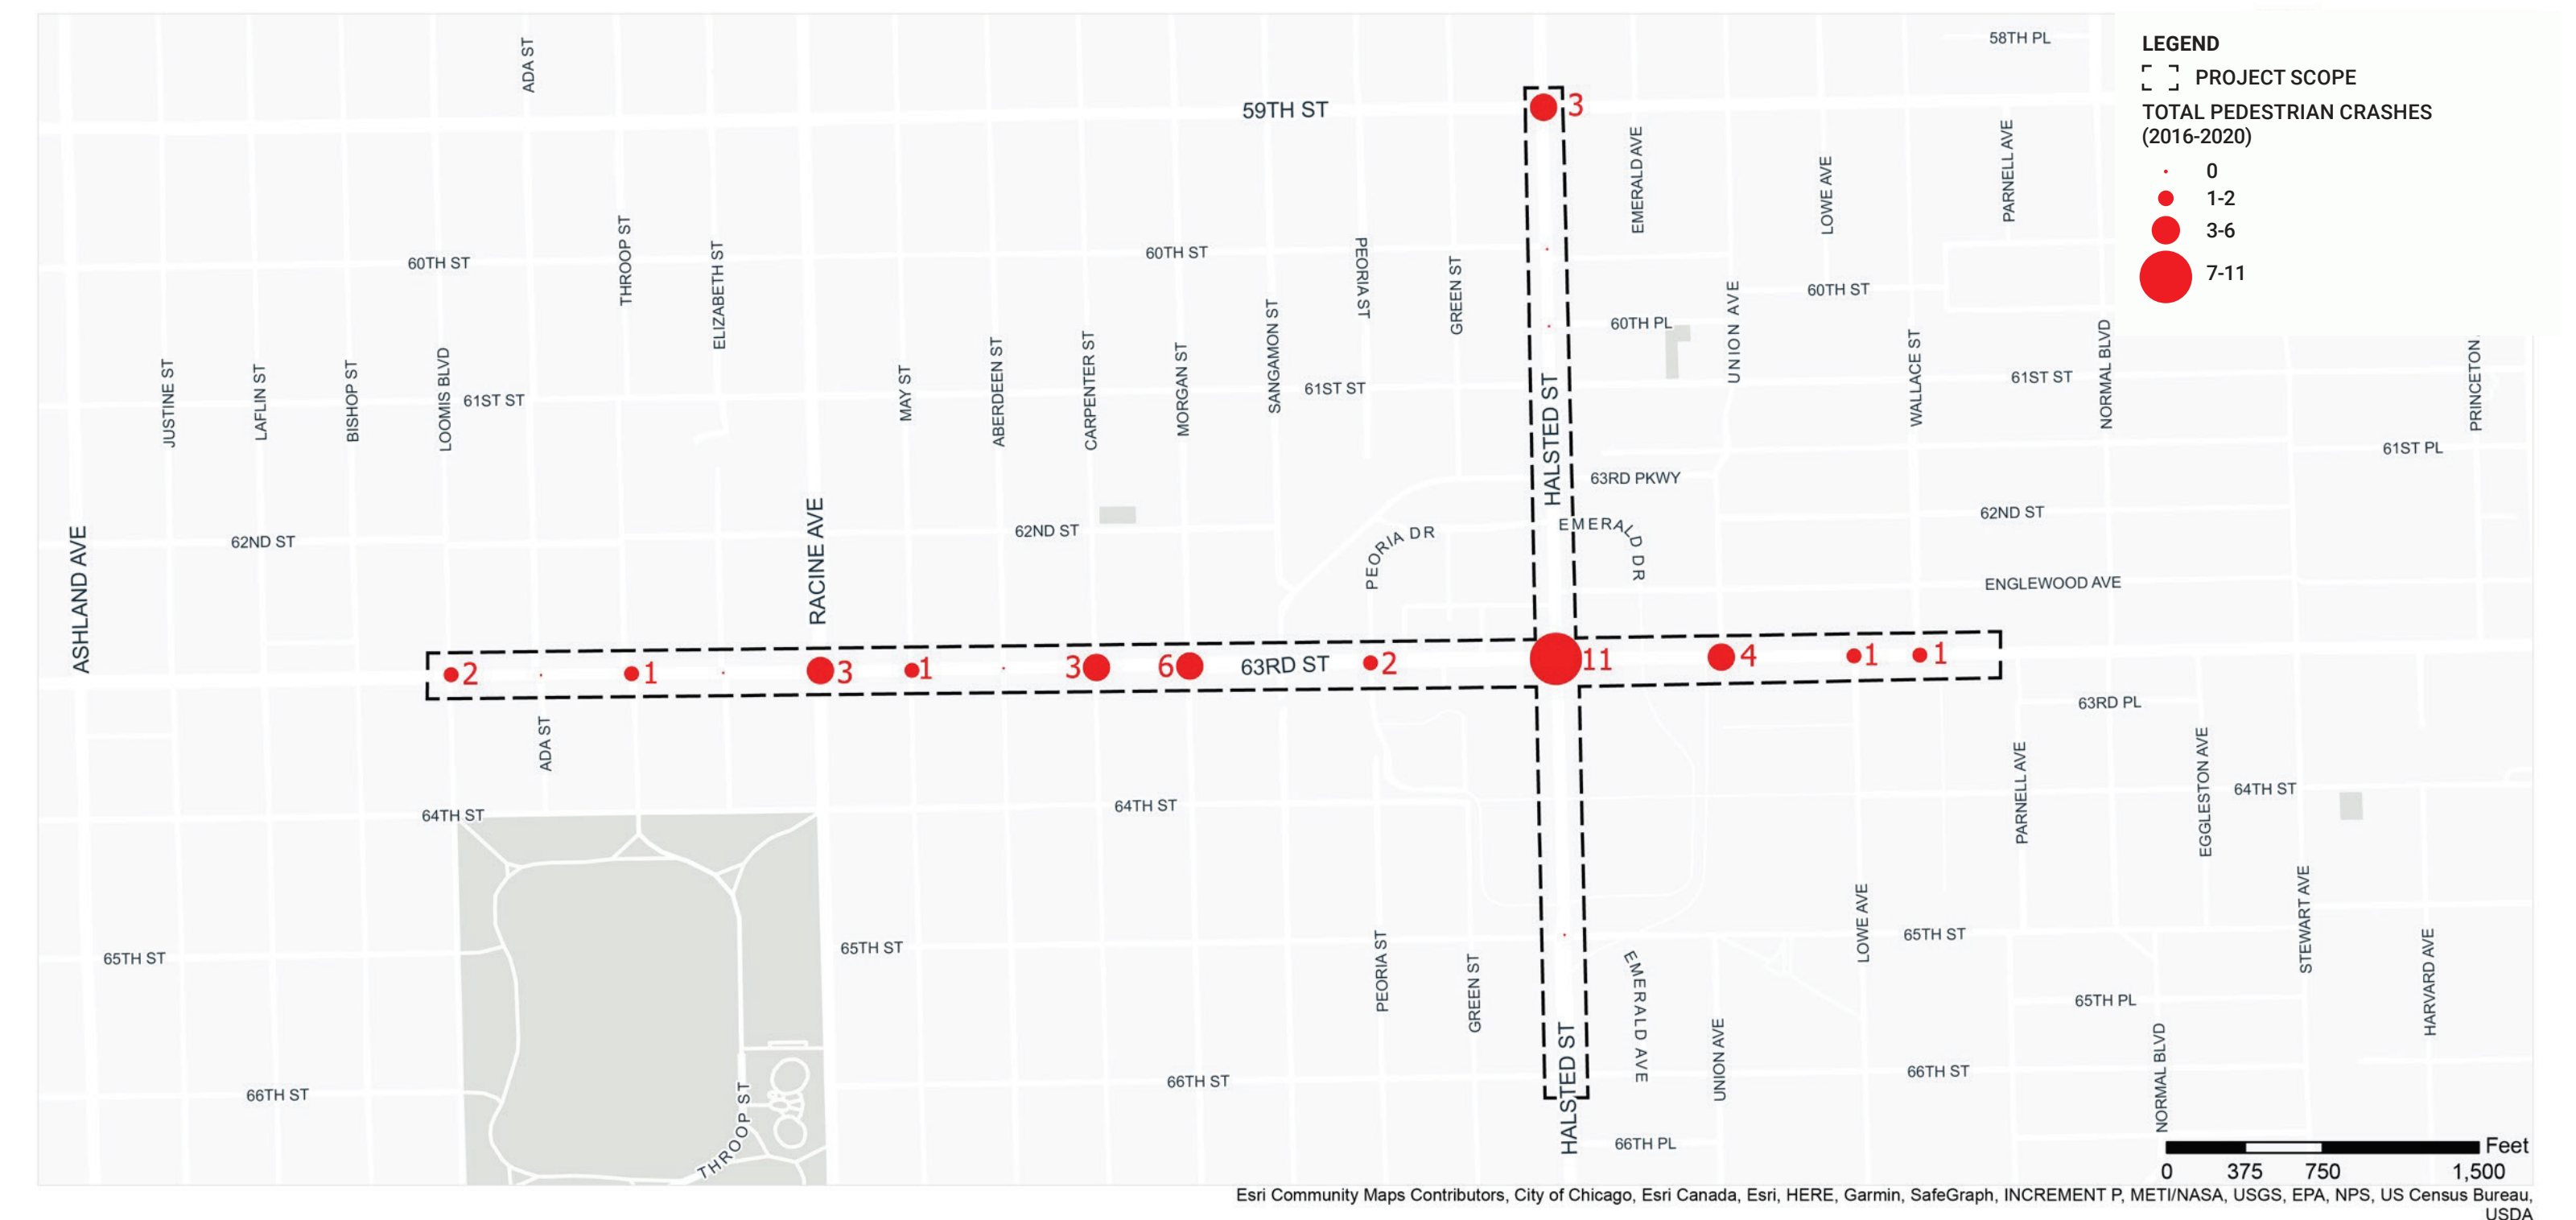 LEGEND
PROJECT SCOPE
TOTAL PEDESTRIAN CRASHES
(2016-2020)
0
1-2
3-6
7-11
58TH PL
ADA ST
59TH ST
3
EMERALD AVE
LOWE AVE
PARNELL AVE
60TH ST
THROOP ST
ELIZABETH ST
60TH ST
PEORIA ST
GREEN ST
60TH ST
60TH PL
UNION AVE
JUSTINE ST
LAFLIN ST
BISHOP ST
LOOMIS BLVD
61ST ST
MAY ST
ABERDEEN ST
CARPENTER ST
MORGAN ST
SANGAMON ST
61ST ST
HALSTED ST
WALLACE ST
61ST ST
NORMAL BLVD
PRINCETON
61ST PL
63RD PKWY
ASHLAND AVE
62ND ST
RACINE AVE
62ND ST
PEORIA DR
EMERALD DR
62ND ST
ENGLEWOOD AVE
2
1
3
1
3
6
63RD ST
2
11
4
1
1
63RD PL
ADA ST
64TH ST
64TH ST
PARNELL AVE
EGGLESTON AVE
64TH ST
65TH ST
65TH ST
PEORIA ST
GREEN ST
EMERALD AVE
LOWE AVE
65TH ST
STEWART AVE
HARVARD AVE
65TH PL
66TH ST
THROOP ST
66TH ST
HALSTED ST
UNION AVE
66TH ST
NORMAL BLVD
66TH PL
Feet
0 375 750 1,500
Esri Community Maps Contributors, City of Chicago, Esri Canada, Esri, HERE, Garmin, SafeGraph, INCREMENT P, METI/NASA, USGS, EPA, NPS, US Census Bureau,
USDA